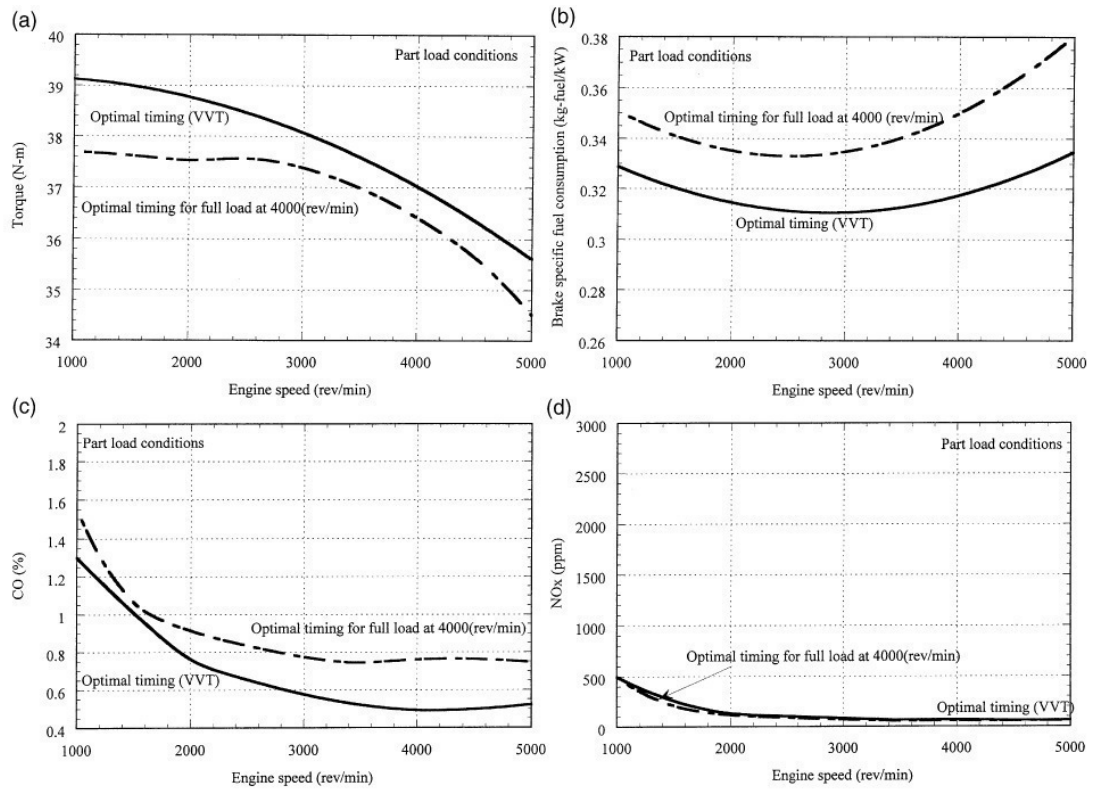 (a)
40
39
38
37
36
35
34
Torque (N-m)
Part load conditions
Optimal timing (VVT)
Optimal timing for full load at 4000(rev/min)
1000
2000
3000
4000
5000
Engine speed (rev/min)
(b)
0.38
0.36
0.34
0.32
0.3
0.28
0.26
Brake specific fuel consumption (kg-fuel/kW)
Part load conditions
Optimal timing for full load at 4000 (rev/min)
Optimal timing (VVT)
1000
2000
3000
4000
5000
Engine speed (rev/min)
(c)
2
1.8
1.6
1.4
1.2
1
0.8
0.6
0.4
CO (%)
Part load conditions
Optimal timing for full load at 4000(rev/min)
Optimal timing (VVT)
1000
2000
3000
4000
5000
Engine speed (rev/min)
(d)
3000
2500
2000
1500
1000
500
0
NOx (ppm)
Part load conditions
Optimal timing for full load at 4000(rev/min)
Optimal timing (VVT)
1000
2000
3000
4000
5000
Engine speed (rev/min)